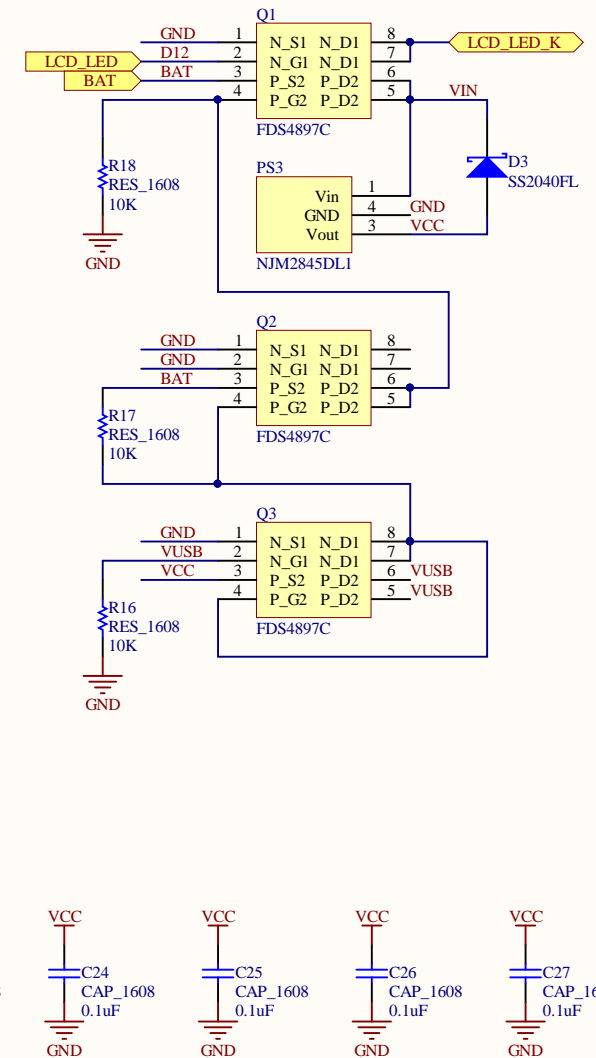 Q1
GND 1 N_S1 N_D1 8 LCD_LED_K
LCD_LED D12 2 N_G1 N_D1 7
BAT BAT 3 P_S2 P_D2 6
4 P_G2 P_D2 5 VIN
FDS4897C
R18
RES_1608
10K
GND
PS3
Vin 1
GND 4 GND
Vout 3 VCC
NJM2845DL1
D3
SS2040FL
Q2
GND 1 N_S1 N_D1 8
GND 2 N_G1 N_D1 7
BAT 3 P_S2 P_D2 6
4 P_G2 P_D2 5
FDS4897C
R17
RES_1608
10K
Q3
GND 1 N_S1 N_D1 8
VUSB 2 N_G1 N_D1 7
VCC 3 P_S2 P_D2 6 VUSB
4 P_G2 P_D2 5 VUSB
FDS4897C
R16
RES_1608
10K
GND
VCC
C24
CAP_1608
0.1uF
GND
VCC
C25
CAP_1608
0.1uF
GND
VCC
C26
CAP_1608
0.1uF
GND
VCC
C27
CAP_16
0.1uF
GND